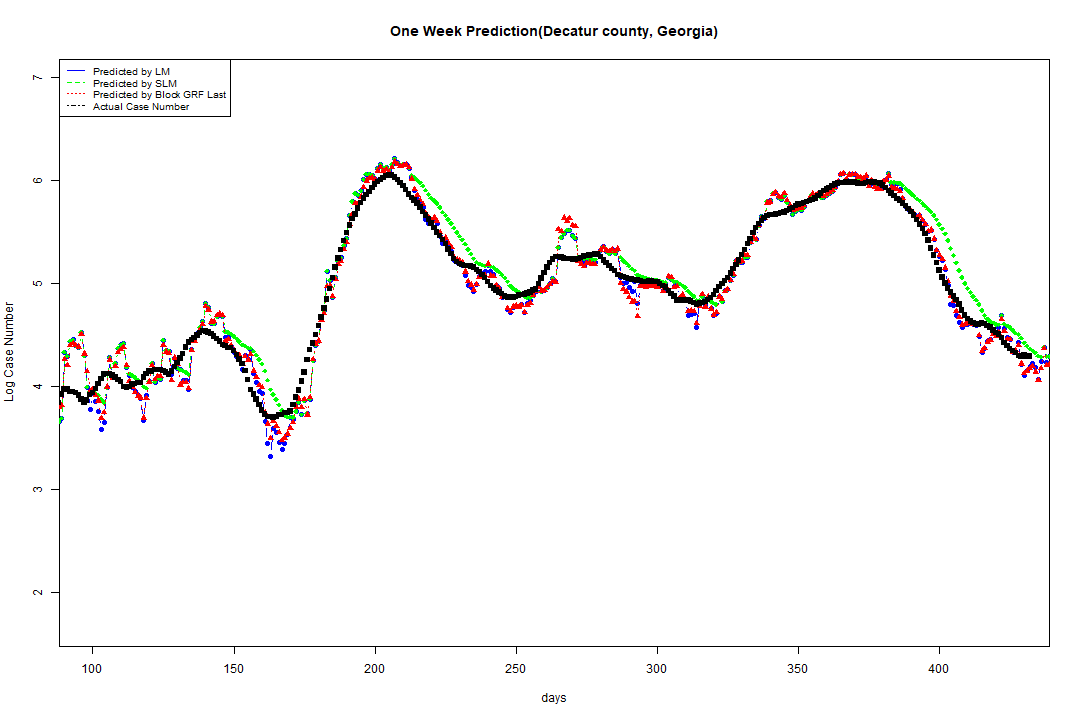 One Week Prediction(Decatur county, Georgia)
Predicted by LM
Predicted by SLM
Predicted by Block GRF Last
Actual Case Number
7
6
5
4
3
2
Log Case Number
100 150 200 250 300 350 400
days